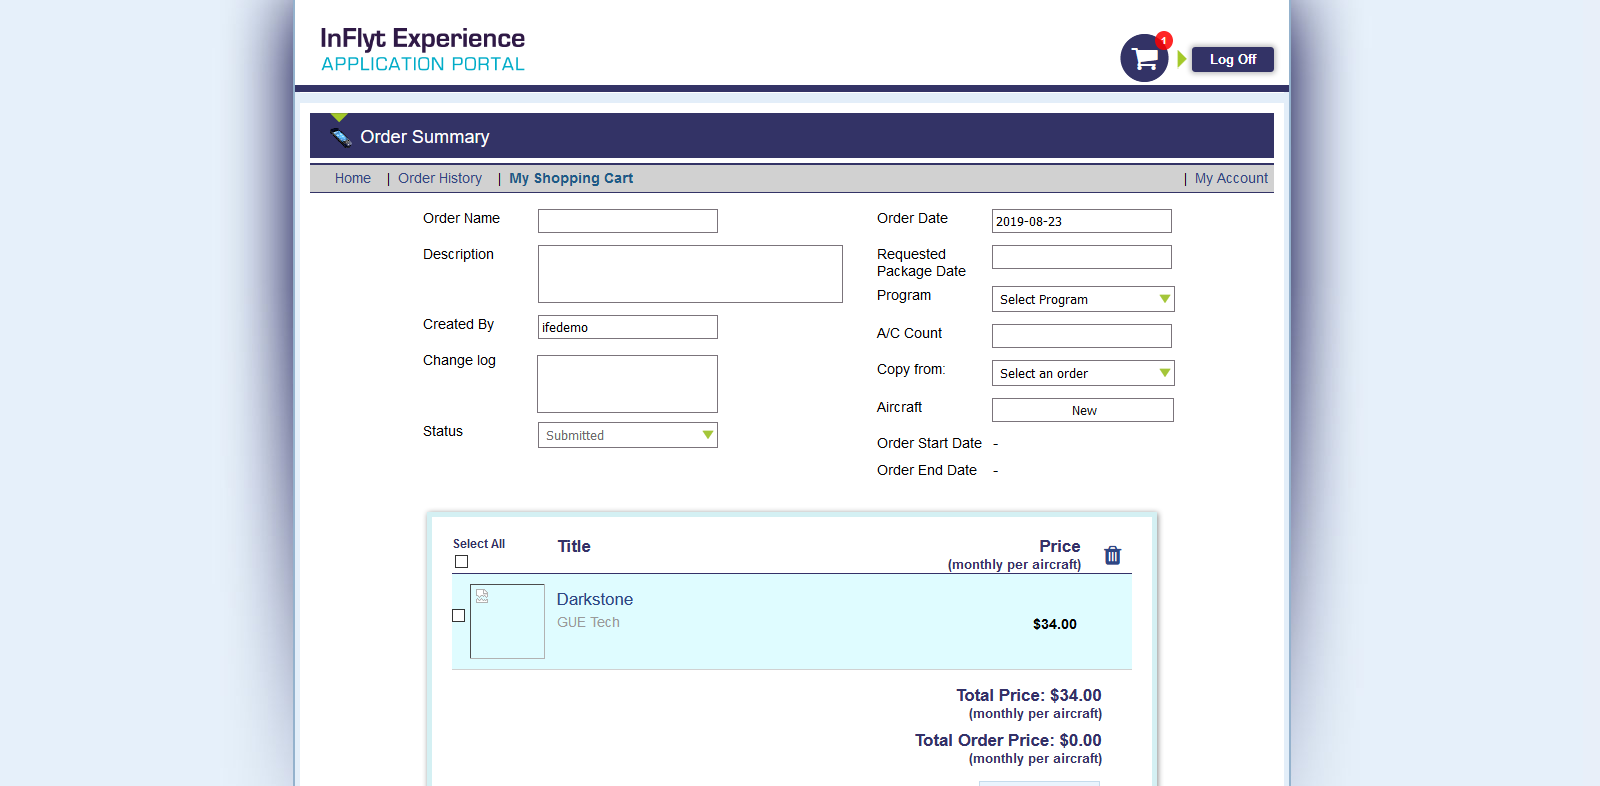 InFlyt Experience
APPLICATION PORTAL
1
Log Off
Order Summary
Home | Order History | My Shopping Cart | My Account
Order Name
Description
Created By ifedemo
Change log
Status Submitted
Order Date 2019-08-23
Requested
Package Date
Program Select Program
A/C Count
Copy from: Select an order
Aircraft New
Order Start Date -
Order End Date -
Select All Title Price
(monthly per aircraft)
Darkstone
GUE Tech
$34.00
Total Price: $34.00
(monthly per aircraft)
Total Order Price: $0.00
(monthly per aircraft)